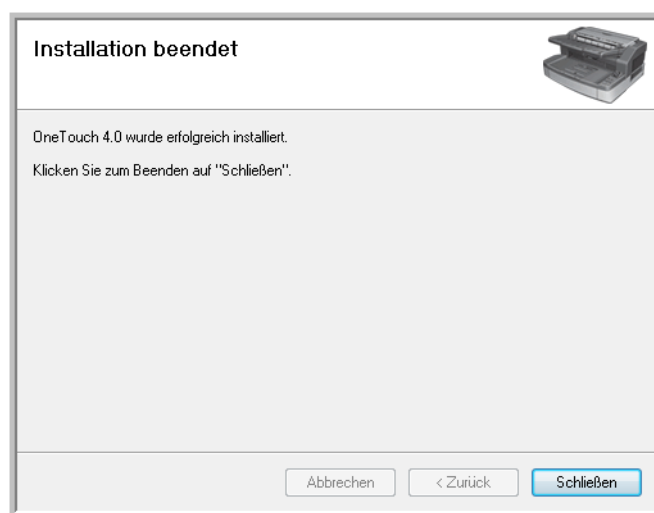 Installation beendet
OneTouch 4.0 wurde erfolgreich installiert.
Klicken Sie zum Beenden auf "Schließen".
Abbrechen
< Zurück
Schließen